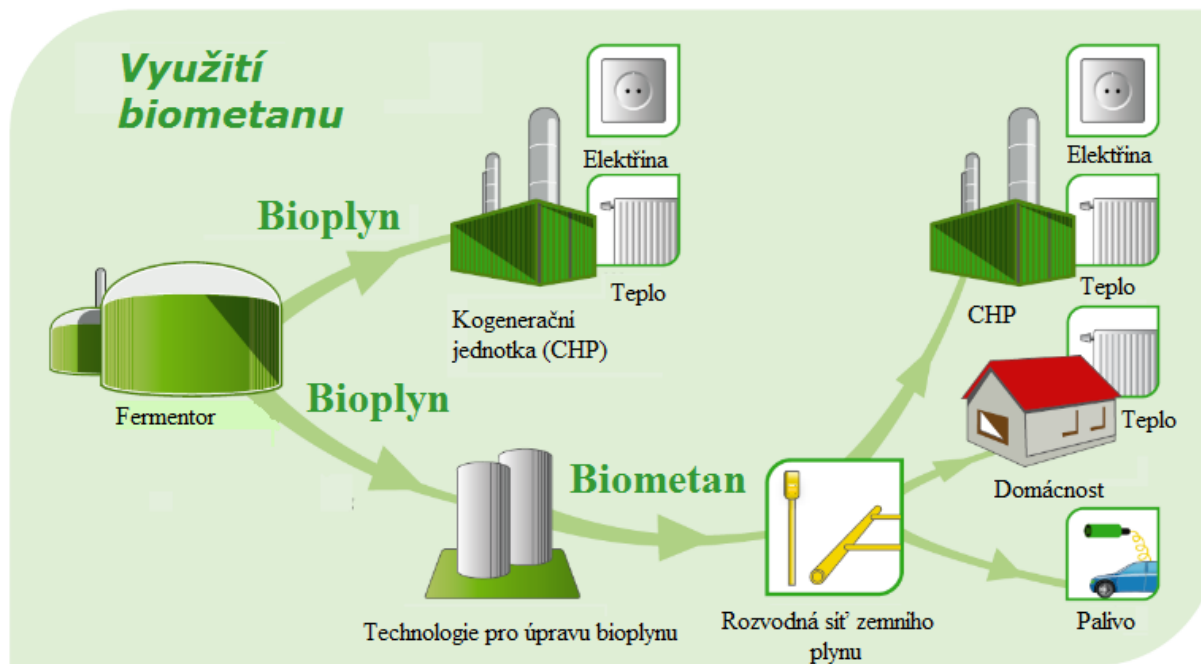 Využití
biometanu
Elektřina
Bioplyn
Teplo
Kogenerační
jednotka (CHP)
Fermentor
Bioplyn
Technologie pro úpravu bioplynu
Biometan
Rozvodná síť zemního
plynu
Elektřina
Teplo
CHP
Teplo
Domácnost
Palivo